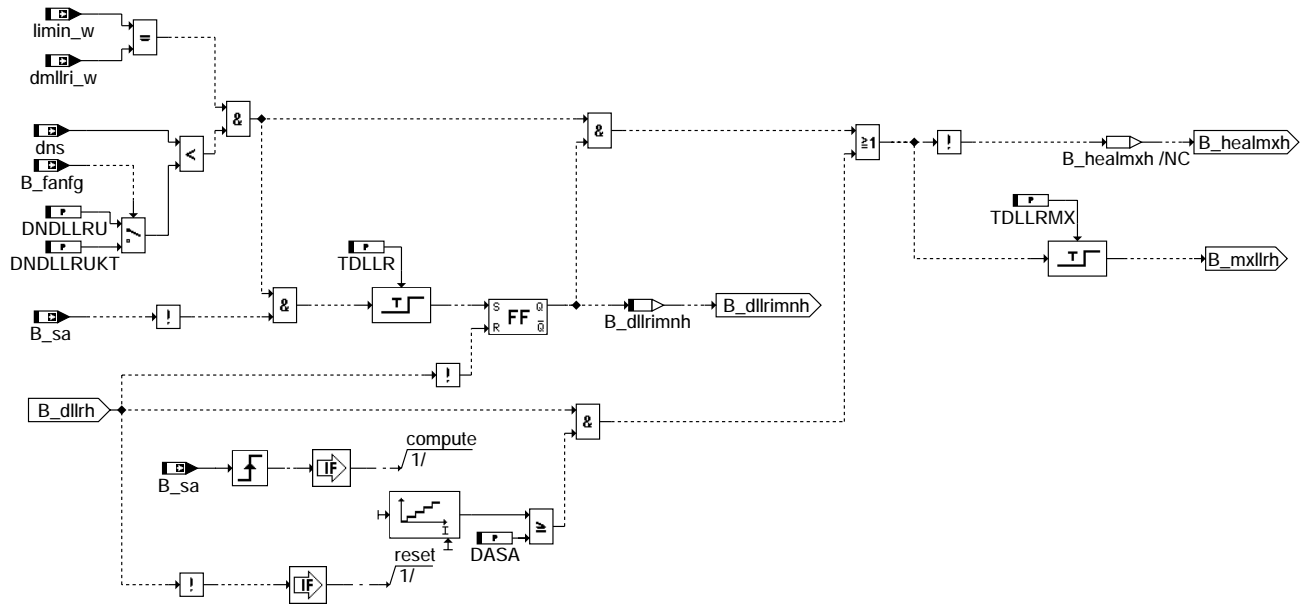 limin_w
=
dmllri_w
&
dns
<
B_fanfg
DNDLLRU
P
DNDLLRUKT
P
&
≥1
!
B_healmxh /NC
B_healmxh
P
TDLLRMX
T
B_mxllrh
P
TDLLR
T
&
B_sa
!
S Q
FF
R Q̅
B_dllrimnh
B_dllrimnh
!
B_dllrh
&
compute
1/
IF
B_sa
I
≥
P
DASA
reset
1/
!
IF